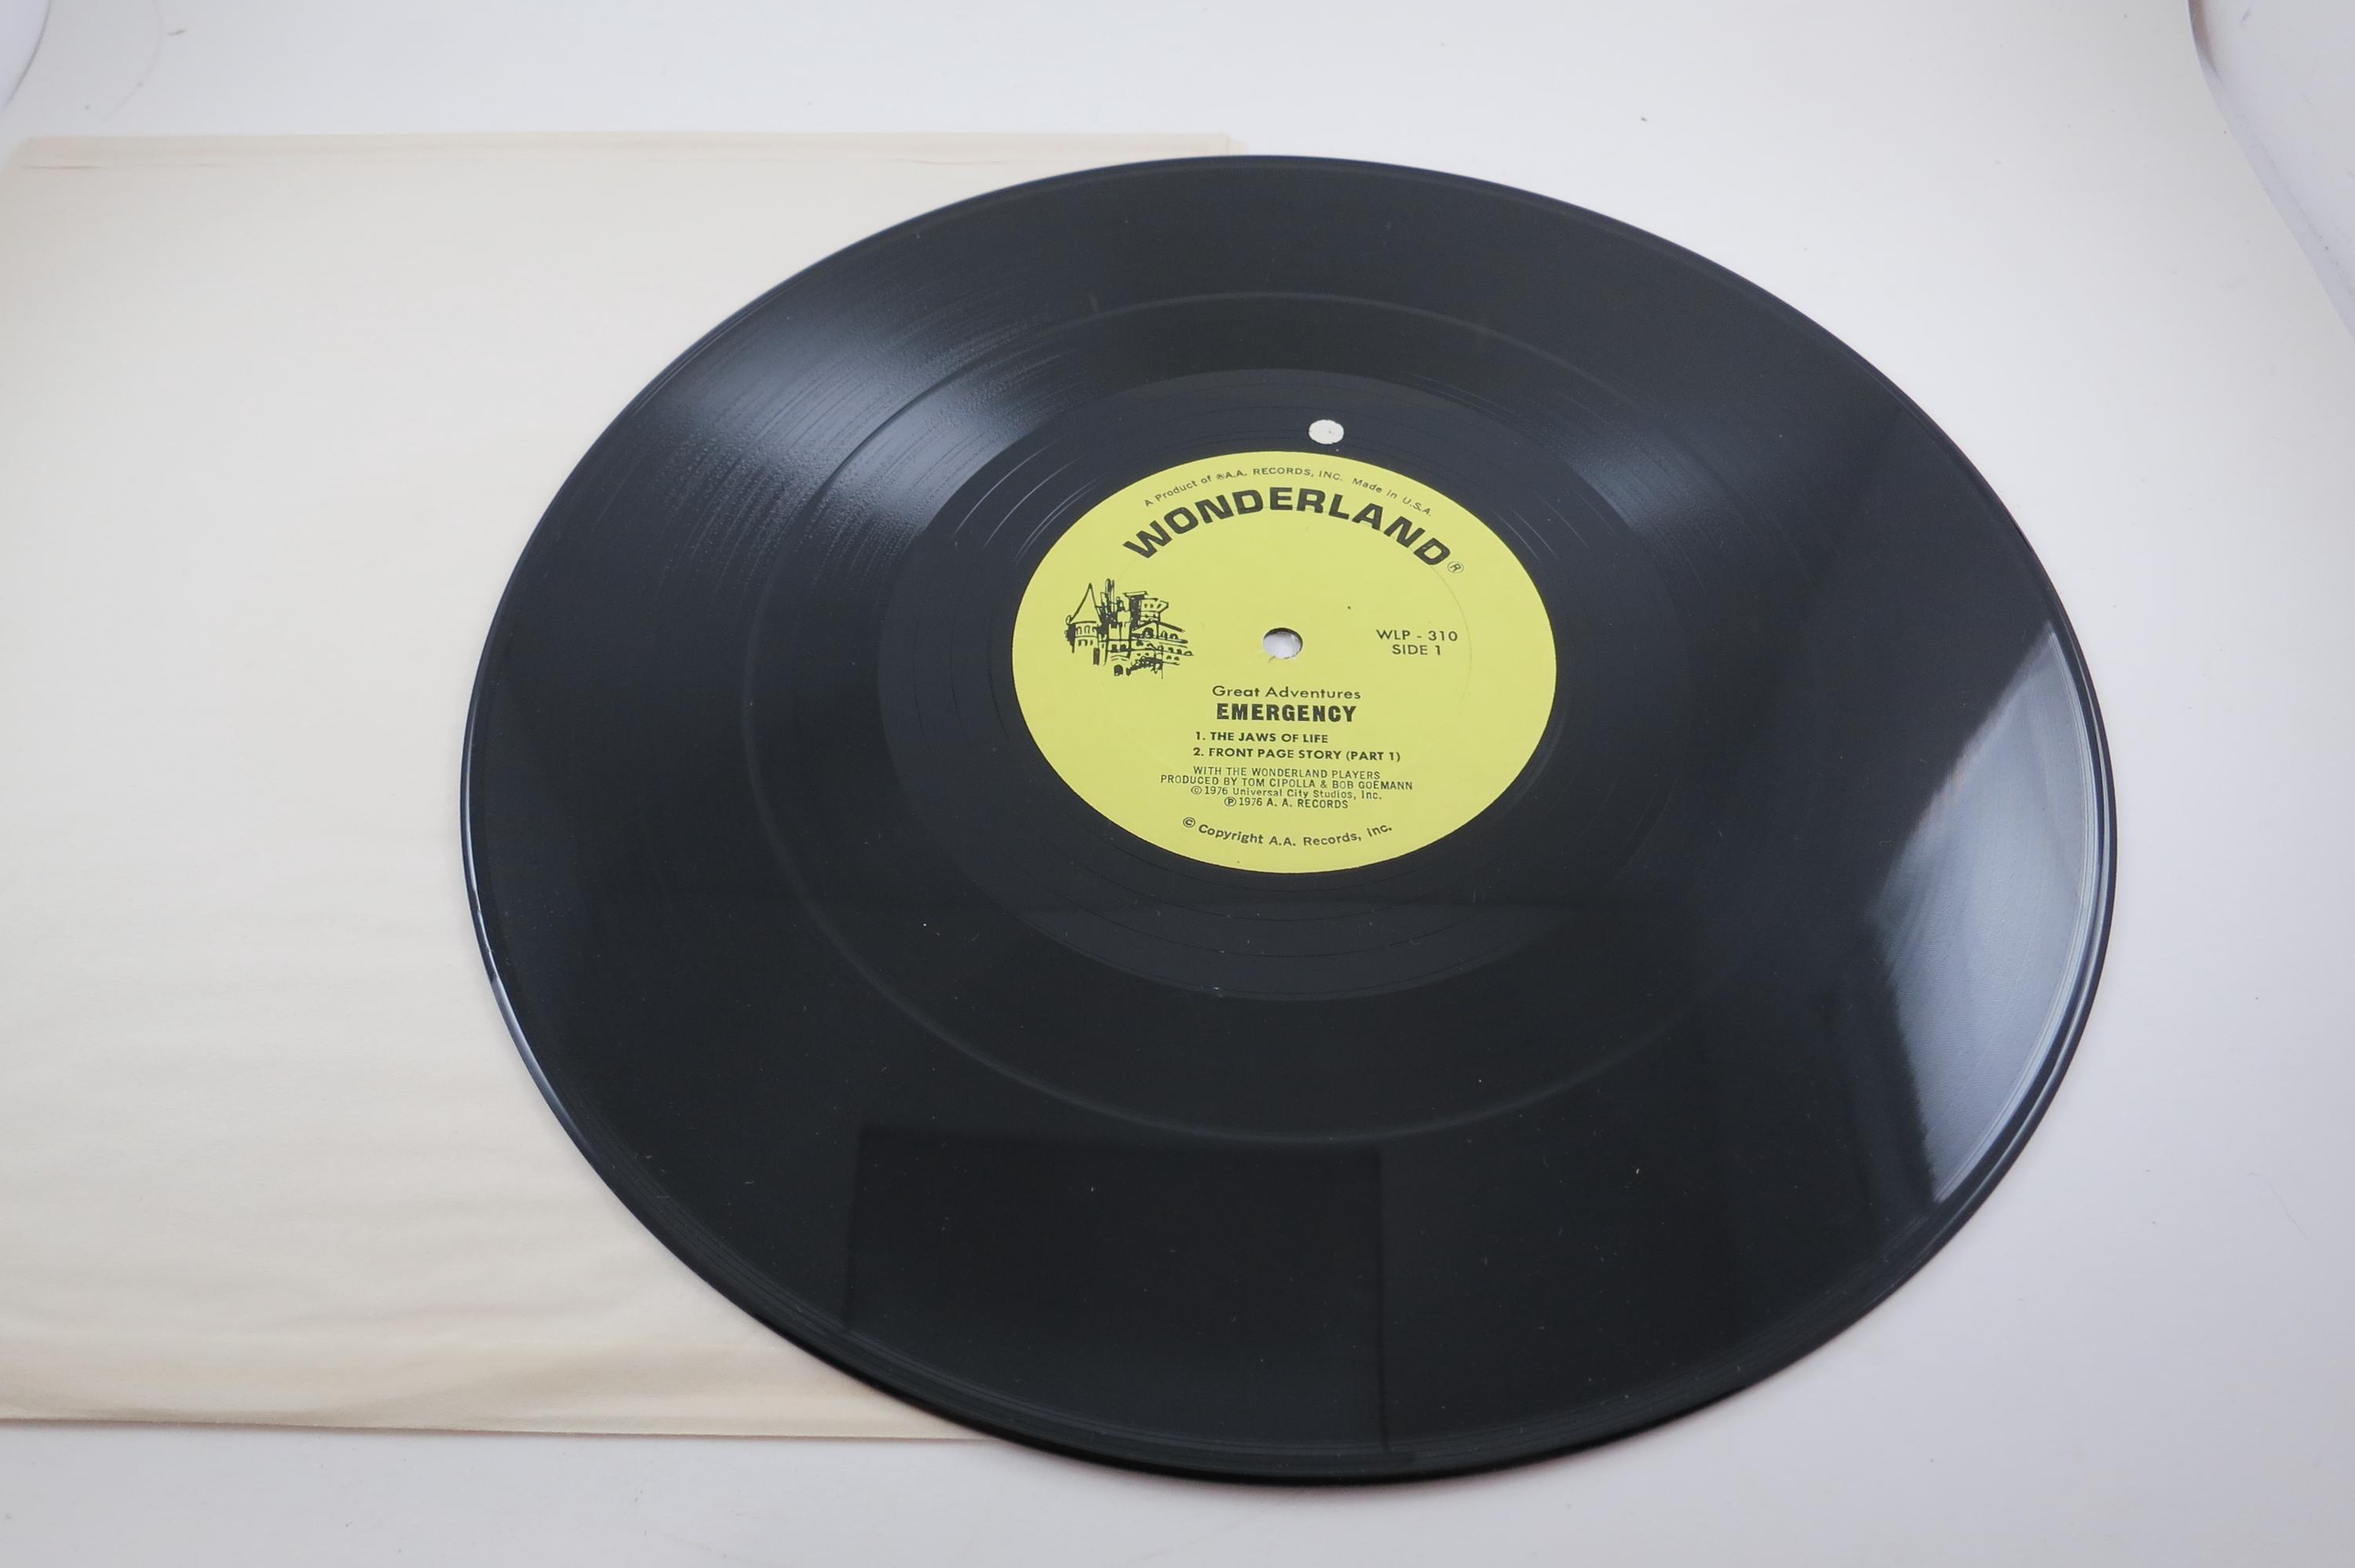 A Product of ®A.A. RECORDS, INC. Made in U.S.A.
WONDERLAND®
WLP - 310
SIDE 1
Great Adventures
EMERGENCY
1. THE JAWS OF LIFE
2. FRONT PAGE STORY (PART 1)
WITH THE WONDERLAND PLAYERS
PRODUCED BY TOM CIPOLLA & BOB GOEMANN
© 1976 Universal City Studios, Inc.
℗ 1976 A. A. RECORDS
© Copyright A.A. Records, Inc.